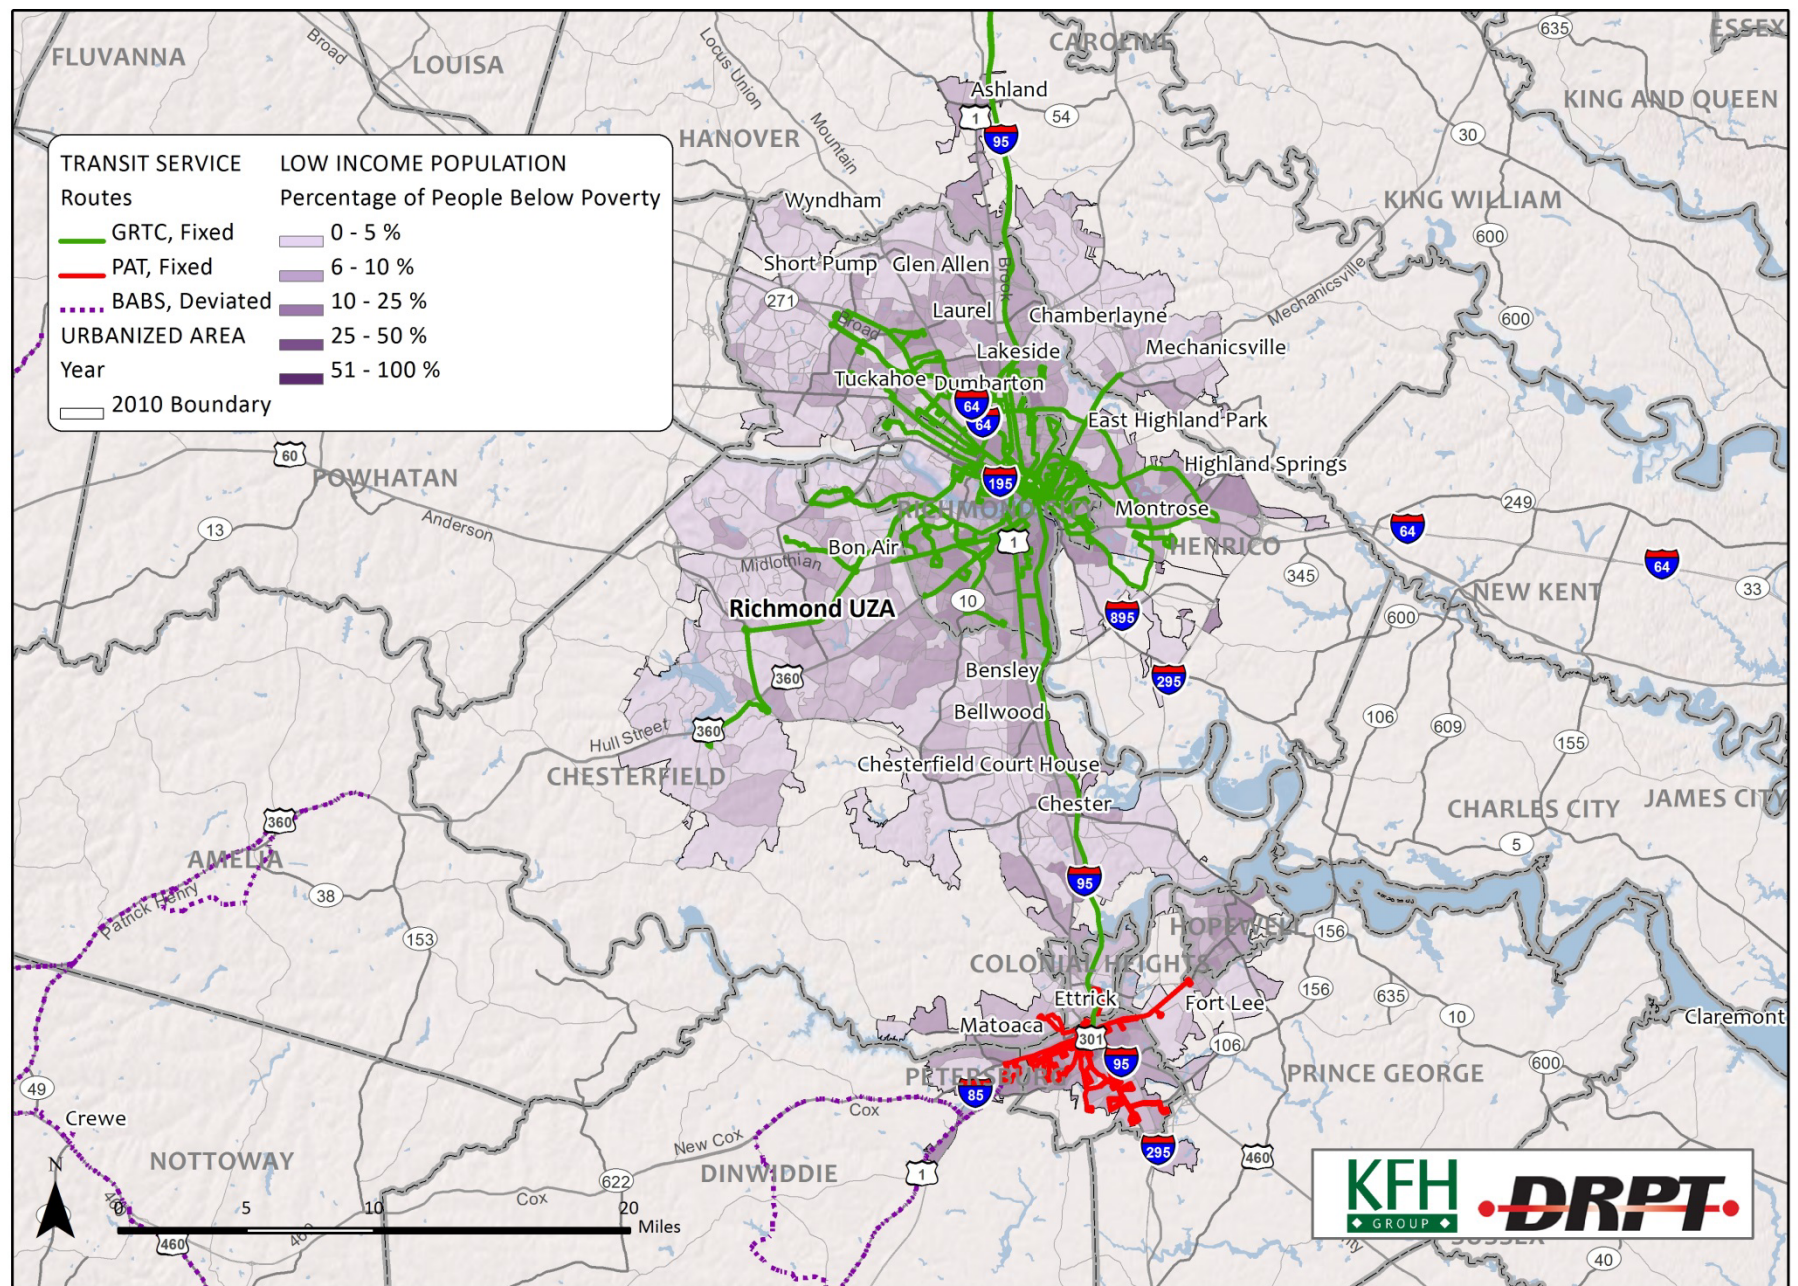 FLUVANNA
Broad
LOUISA
Locus Union
CAROLINE
635
ESSEX
Ashland
1
95
54
KING AND QUEEN
30
HANOVER
Mountain
TRANSIT SERVICE
Routes
GRTC, Fixed
PAT, Fixed
BABS, Deviated
URBANIZED AREA
Year
2010 Boundary
LOW INCOME POPULATION
Percentage of People Below Poverty
0 - 5 %
6 - 10 %
10 - 25 %
25 - 50 %
51 - 100 %
Wyndham
KING WILLIAM
600
Short Pump
Glen Allen
Brook
Mechanicsville
271
Laurel
Chamberlayne
600
Broad
Lakeside
Mechanicsville
Tuckahoe
Dumbarton
64
64
East Highland Park
60
POWHATAN
Highland Springs
195
RICHMOND CITY
Montrose
249
13
Anderson
64
Bon Air
1
HENRICO
Midlothian
345
64
NEW KENT
33
Richmond UZA
10
895
600
Bensley
360
295
Bellwood
106
609
155
Hull Street
360
Chesterfield Court House
CHESTERFIELD
Chester
CHARLES CITY
JAMES CITY
360
5
AMELIA
95
38
Patrick Henry
HOPEWELL
156
153
COLONIAL HEIGHTS
Ettrick
Fort Lee
156
635
10
Claremont
Matoaca
301
106
95
600
PETERSBURG
PRINCE GEORGE
49
85
Crewe
Cox
New Cox
295
460
NOTTOWAY
DINWIDDIE
1
622
N
460
Cox
460
0
5
10
20
Miles
460
KFH
GROUP
DRPT
SUSSEX
40